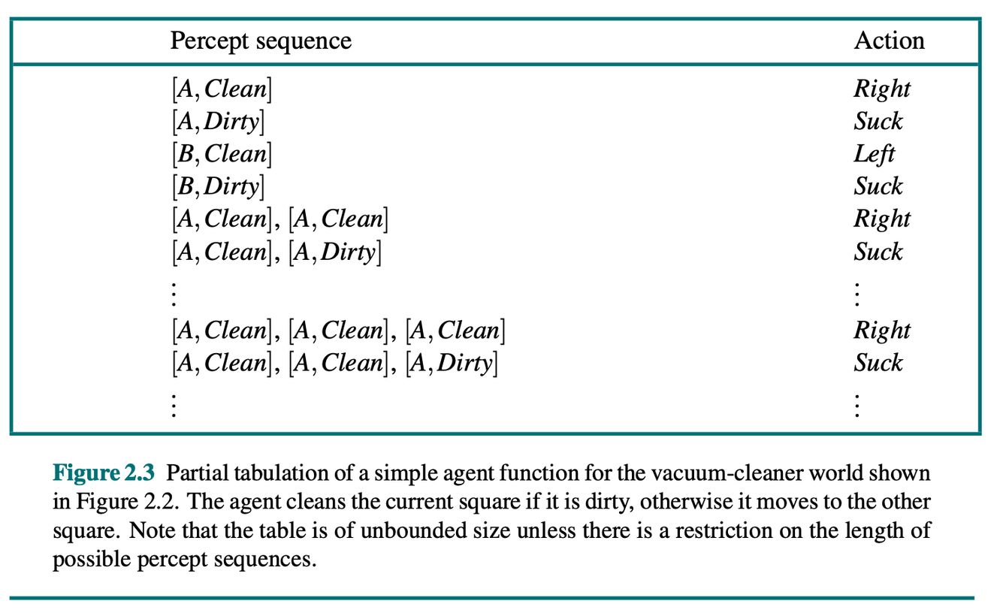 Percept sequence Action
[A, Clean] Right
[A, Dirty] Suck
[B, Clean] Left
[B, Dirty] Suck
[A, Clean], [A, Clean] Right
[A, Clean], [A, Dirty] Suck
⋮ ⋮
[A, Clean], [A, Clean], [A, Clean] Right
[A, Clean], [A, Clean], [A, Dirty] Suck
⋮ ⋮
Figure 2.3 Partial tabulation of a simple agent function for the vacuum-cleaner world shown
in Figure 2.2. The agent cleans the current square if it is dirty, otherwise it moves to the other
square. Note that the table is of unbounded size unless there is a restriction on the length of
possible percept sequences.